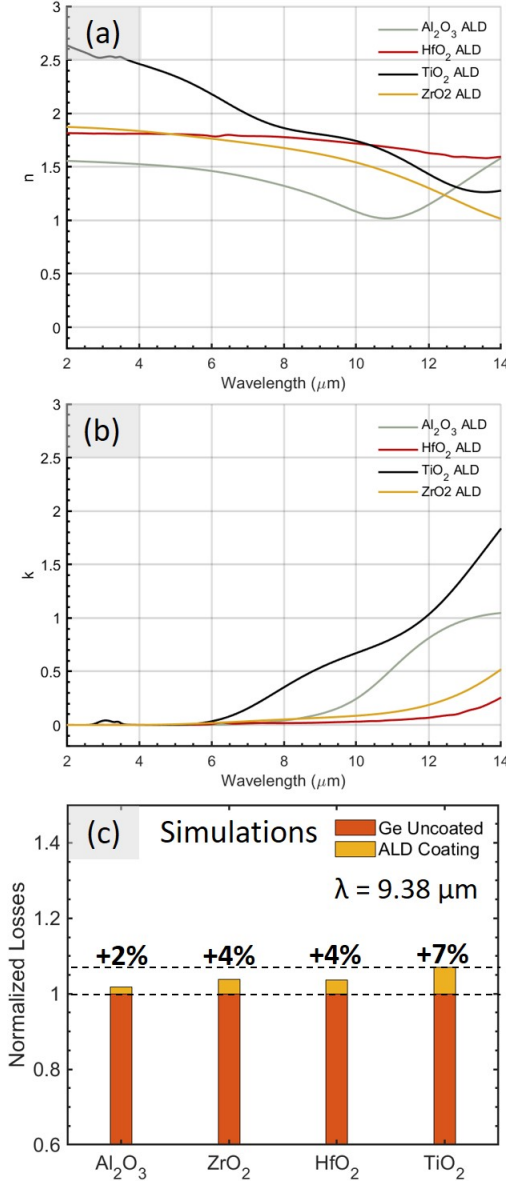 (a)
Al2O3 ALD
HfO2 ALD
TiO2 ALD
ZrO2 ALD
3
2.5
2
1.5
1
0.5
0
n
2 4 6 8 10 12 14
Wavelength (μm)
(b)
Al2O3 ALD
HfO2 ALD
TiO2 ALD
ZrO2 ALD
3
2.5
2
1.5
1
0.5
0
k
2 4 6 8 10 12 14
Wavelength (μm)
(c) Simulations
Ge Uncoated
ALD Coating
λ = 9.38 μm
+2% +4% +4% +7%
1.4
1.2
1
0.8
0.6
Normalized Losses
Al2O3 ZrO2 HfO2 TiO2